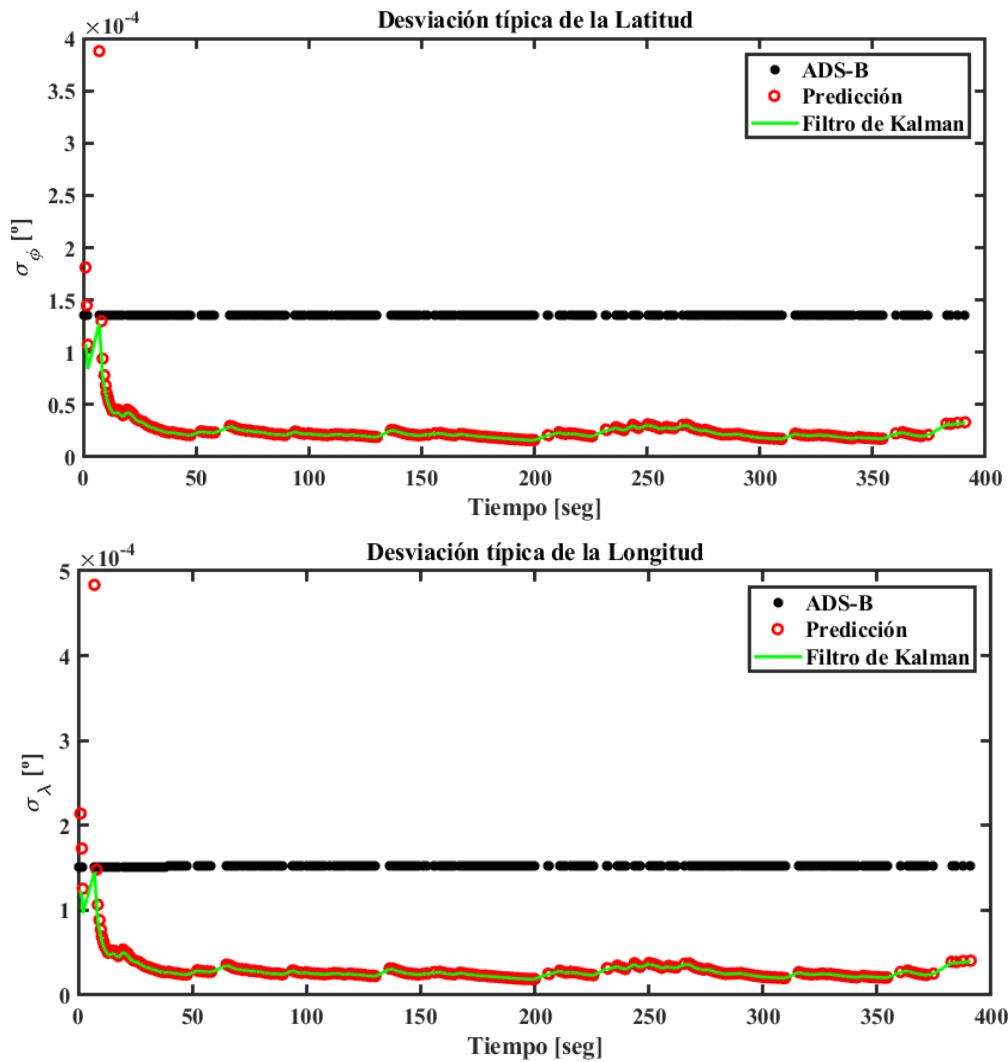 Desviación típica de la Latitud
×10⁻⁴
4
3.5
3
2.5
2
1.5
1
0.5
0
σ_ϕ [º]
ADS-B
Predicción
Filtro de Kalman
0 50 100 150 200 250 300 350 400
Tiempo [seg]
Desviación típica de la Longitud
×10⁻⁴
5
4
3
2
1
0
σ_λ [º]
ADS-B
Predicción
Filtro de Kalman
0 50 100 150 200 250 300 350 400
Tiempo [seg]